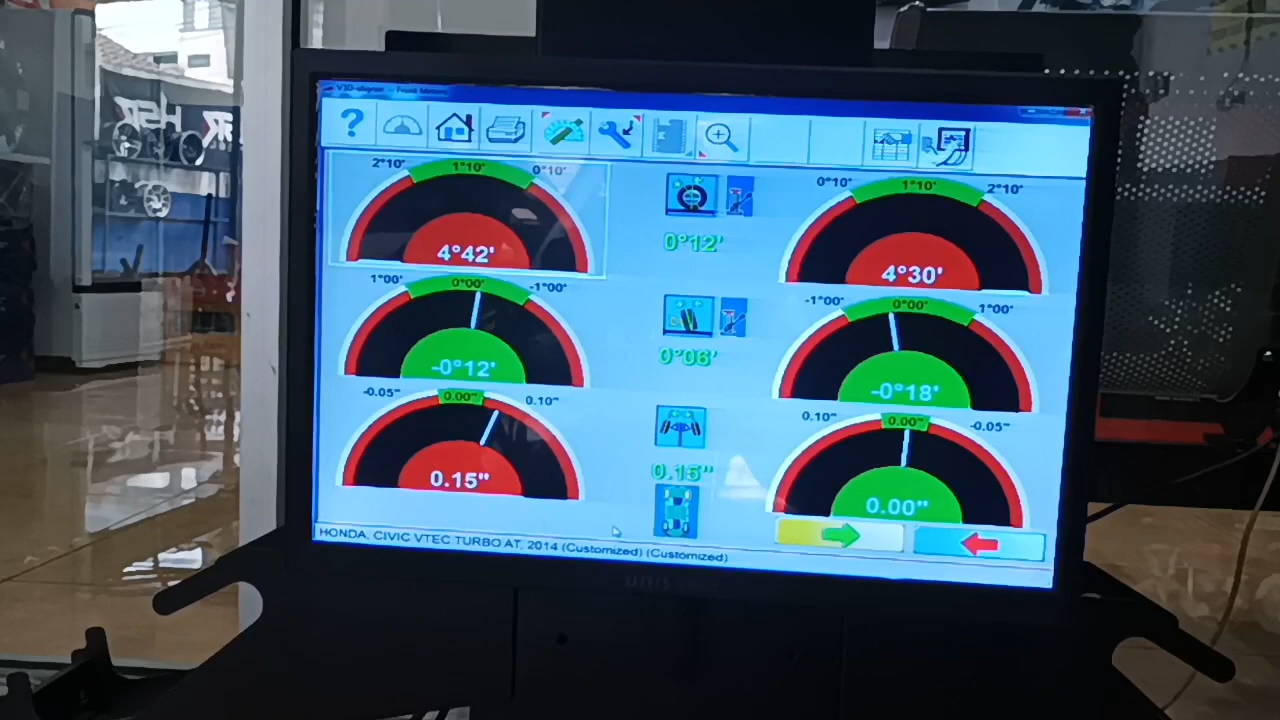 HSR
?
2°10' 1°10' 0°10'
4°42'
0°12'
0°10' 1°10' 2°10'
4°30'
1°00' 0°00' -1°00'
-0°12'
0°06'
-1°00' 0°00' 1°00'
-0°18'
-0.05" 0.00" 0.10"
0.15"
0.15"
0.10" 0.00" -0.05"
0.00"
HONDA, CIVIC VTEC TURBO AT, 2014 (Customized) (Customized)